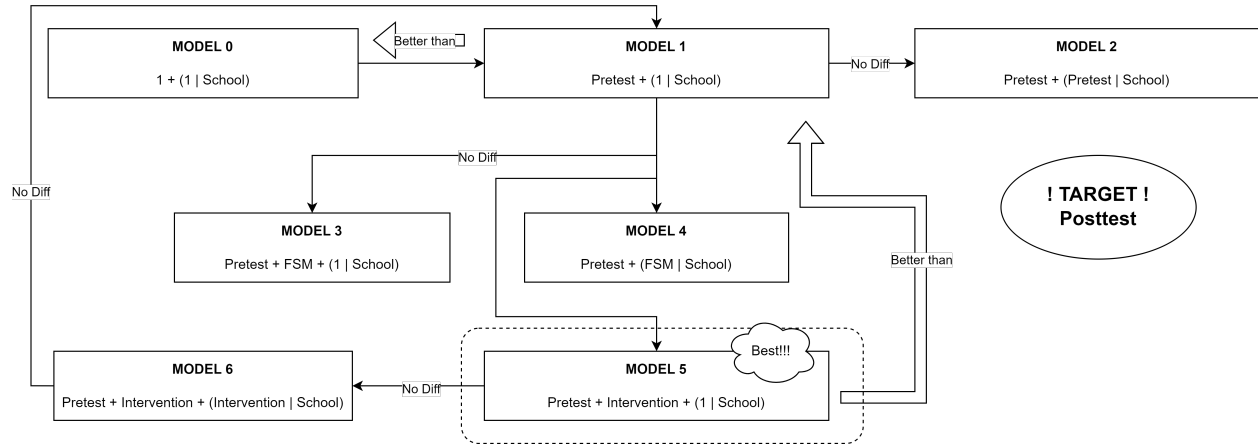 MODEL 0
1 + (1 | School)
Better than
MODEL 1
Pretest + (1 | School)
No Diff
MODEL 2
Pretest + (Pretest | School)
No Diff
No Diff
! TARGET !
Posttest
MODEL 3
Pretest + FSM + (1 | School)
MODEL 4
Pretest + (FSM | School)
Better than
Best!!!
MODEL 6
Pretest + Intervention + (Intervention | School)
No Diff
MODEL 5
Pretest + Intervention + (1 | School)